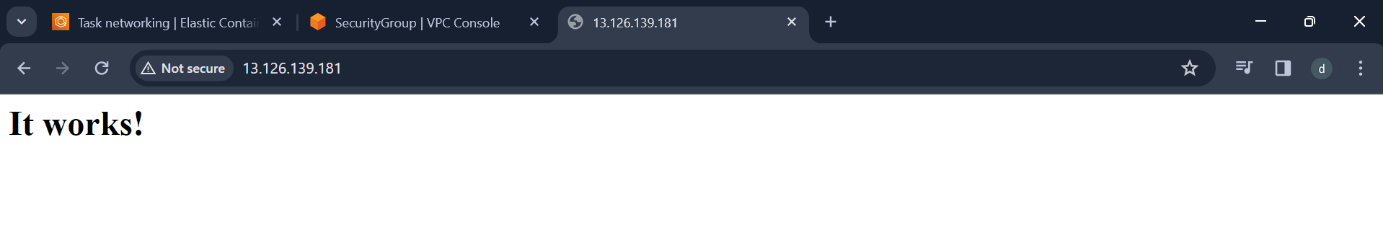 Task networking | Elastic Contai
SecurityGroup | VPC Console
13.126.139.181
Not secure
13.126.139.181
d
It works!